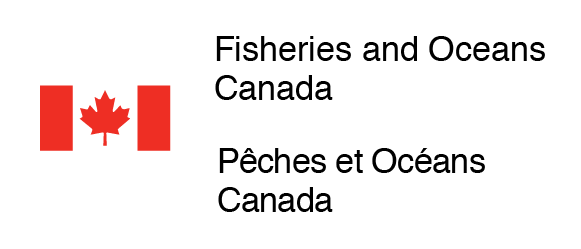 Fisheries and Oceans
Canada
Pêches et Océans
Canada